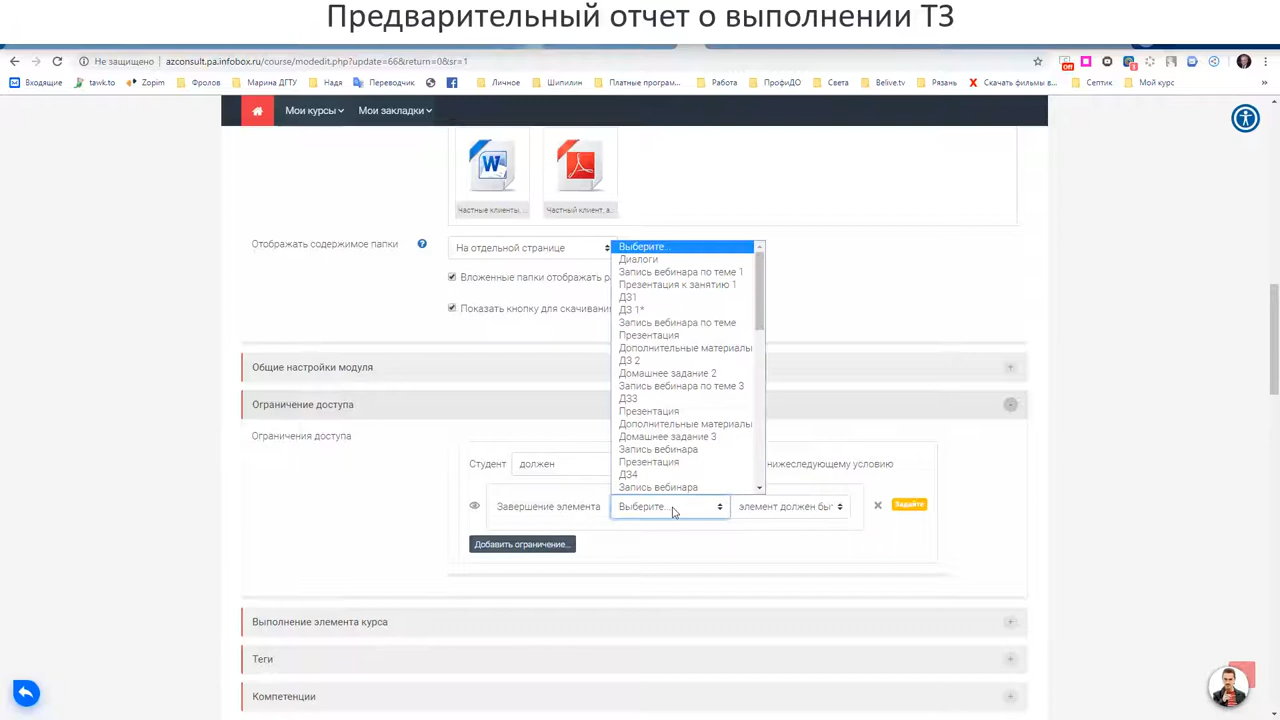 Предварительный отчет о выполнении ТЗ
Не защищено azconsult.pa.infobox.ru/course/modedit.php?update=66&return=0&sr=1
Off
Входящие tawk.to Zopim Фролов Марина ДГТУ Надя Переводчик Личное Шипилин Платные програм... Работа ПрофиДО Света Belive.tv Рязань Скачать фильмы в... Септик Мой курс »
Мои курсы Мои закладки
Частные клиенты, ... Частный клиент, а...
Отображать содержимое папки На отдельной странице
Вложенные папки отображать
Показать кнопку для скачивания
Выберите...
Диалоги
Запись вебинара по теме 1
Презентация к занятию 1
ДЗ1
ДЗ 1*
Запись вебинара по теме
Презентация
Дополнительные материалы
ДЗ 2
Домашнее задание 2
Запись вебинара по теме 3
ДЗ3
Презентация
Дополнительные материалы
Домашнее задание 3
Запись вебинара
Презентация
ДЗ4
Запись вебинара
Общие настройки модуля
Ограничение доступа
Ограничения доступа
Студент должен нижеследующему условию
Завершение элемента Выберите... элемент должен бы Задайте
Добавить ограничение...
Выполнение элемента курса
Теги
Компетенции